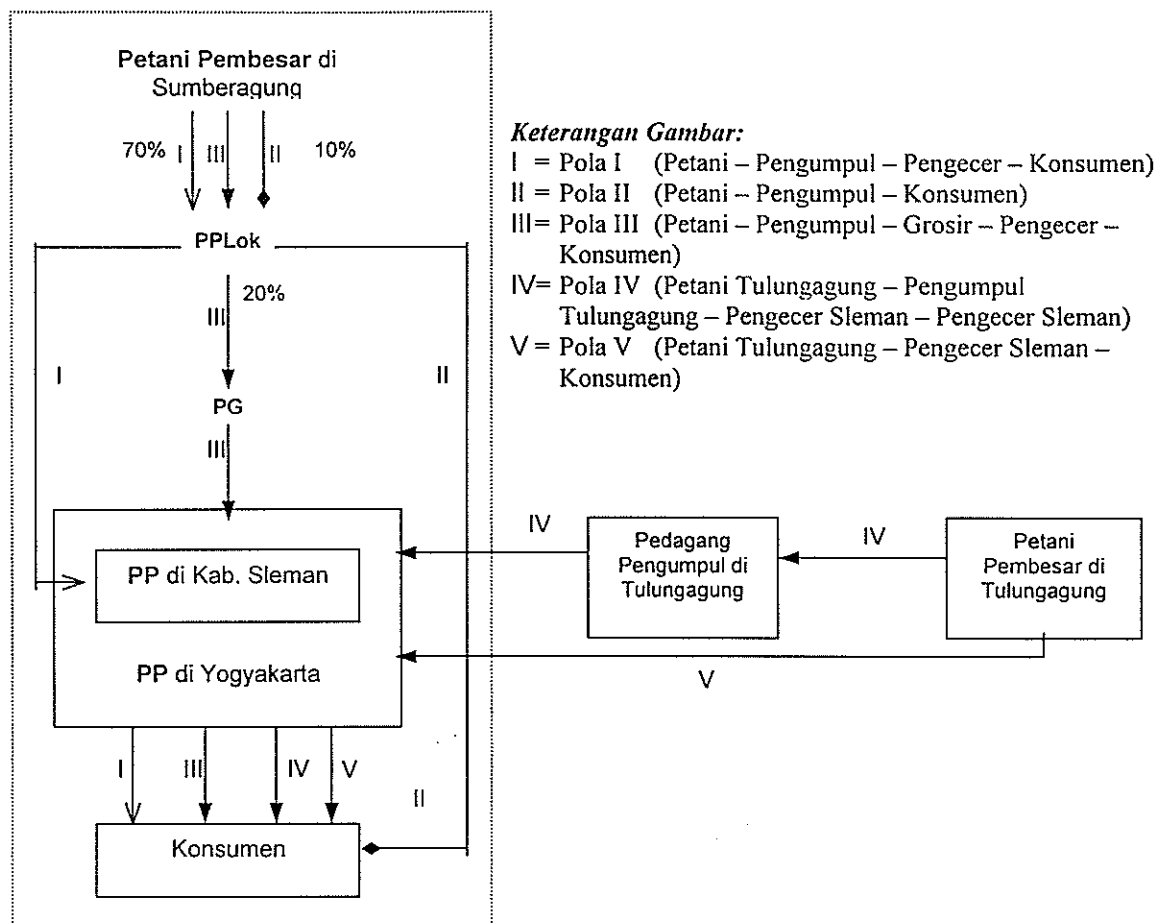 Petani Pembesar di
Sumberagung
70% I III II 10%
PPLok
20%
III
I
II
PG
III
PP di Kab. Sleman
PP di Yogyakarta
I III IV V
II
Konsumen
Keterangan Gambar:
I = Pola I (Petani – Pengumpul – Pengecer – Konsumen)
II = Pola II (Petani – Pengumpul – Konsumen)
III= Pola III (Petani – Pengumpul – Grosir – Pengecer –
Konsumen)
IV= Pola IV (Petani Tulungagung – Pengumpul
Tulungagung – Pengecer Sleman – Pengecer Sleman)
V = Pola V (Petani Tulungagung – Pengecer Sleman –
Konsumen)
IV
Pedagang
Pengumpul di
Tulungagung
IV
Petani
Pembesar di
Tulungagung
V